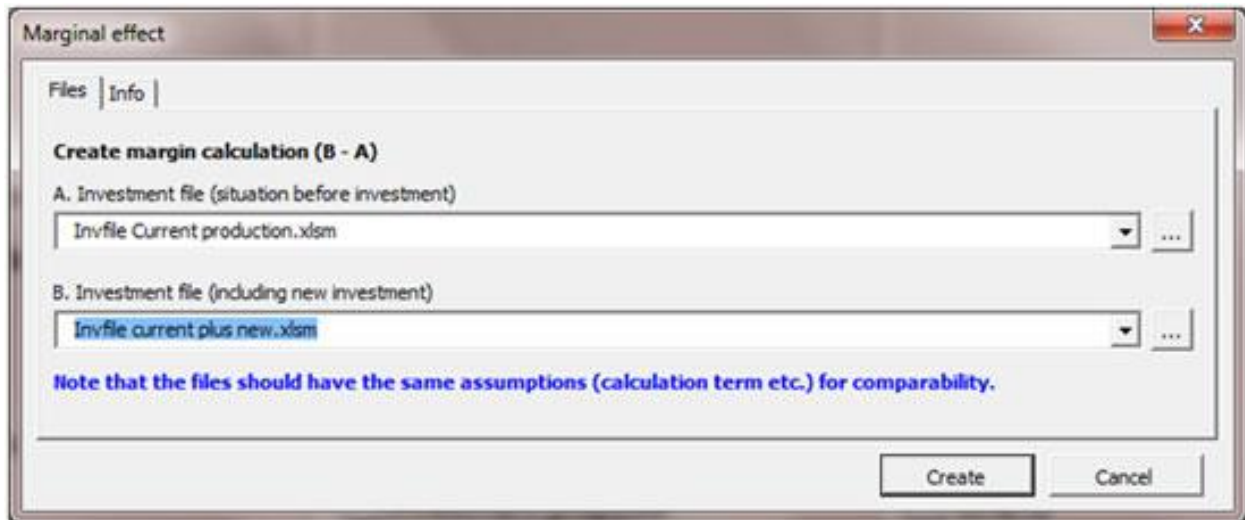 Marginal effect
Files Info
Create margin calculation (B - A)
A. Investment file (situation before investment)
Invfile Current production.xlsm
...
B. Investment file (including new investment)
Invfile current plus new.xlsm
...
Note that the files should have the same assumptions (calculation term etc.) for comparability.
Create Cancel